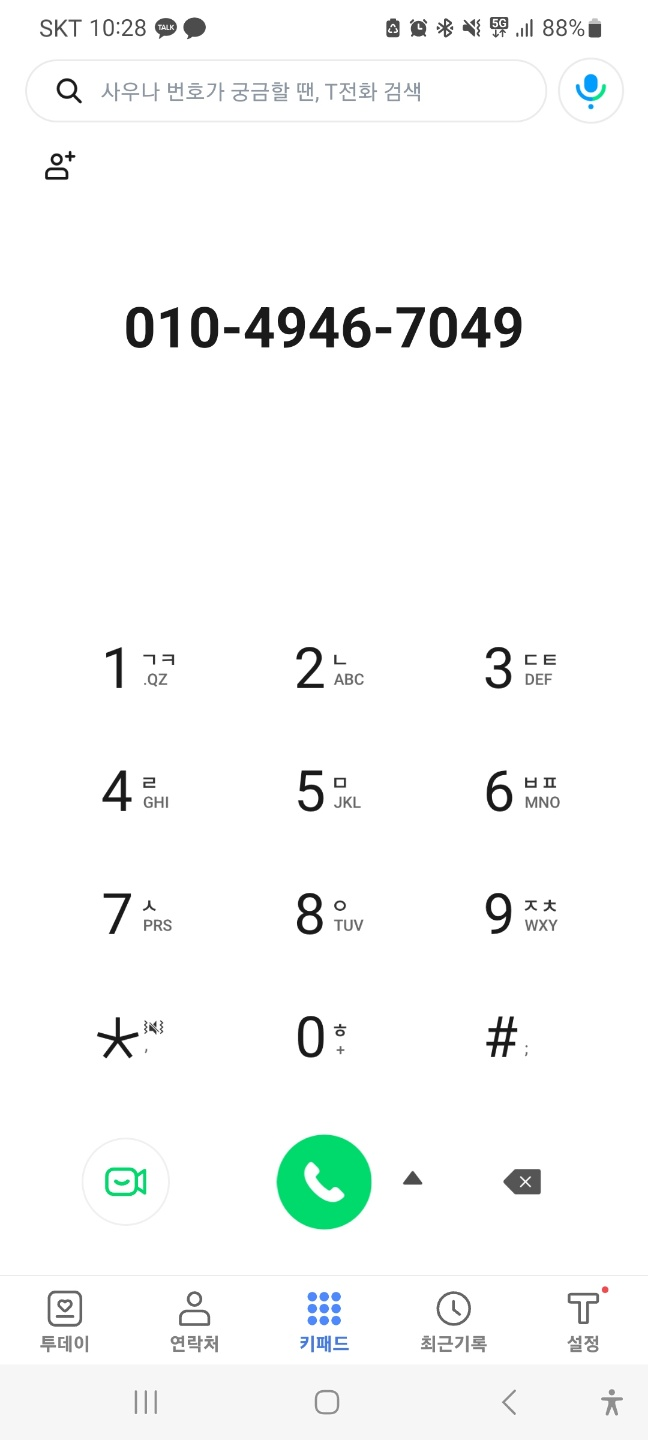 SKT 10:28 TALK 5G 88%
사우나 번호가 궁금할 땐, T전화 검색
010-4946-7049
1 ㄱㅋ .QZ 2 ㄴ ABC 3 ㄷㅌ DEF
4 ㄹ GHI 5 ㅁ JKL 6 ㅂㅍ MNO
7 ㅅ PRS 8 ㅇ TUV 9 ㅈㅊ WXY
* , 0 ㅎ + # ;
투데이 연락처 키패드 최근기록 설정